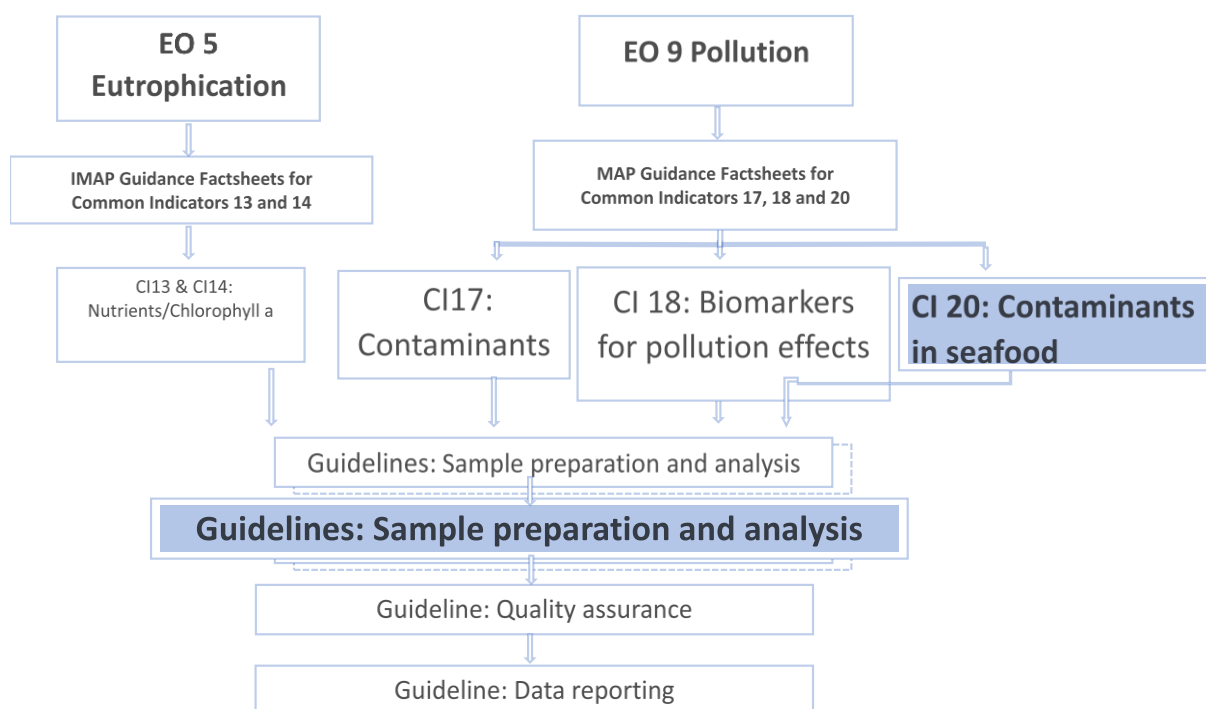 EO 5
Eutrophication
EO 9 Pollution
IMAP Guidance Factsheets for
Common Indicators 13 and 14
MAP Guidance Factsheets for
Common Indicators 17, 18 and 20
CI13 & CI14:
Nutrients/Chlorophyll a
CI17:
Contaminants
CI 18: Biomarkers
for pollution effects
CI 20: Contaminants
in seafood
Guidelines: Sample preparation and analysis
Guidelines: Sample preparation and analysis
Guideline: Quality assurance
Guideline: Data reporting